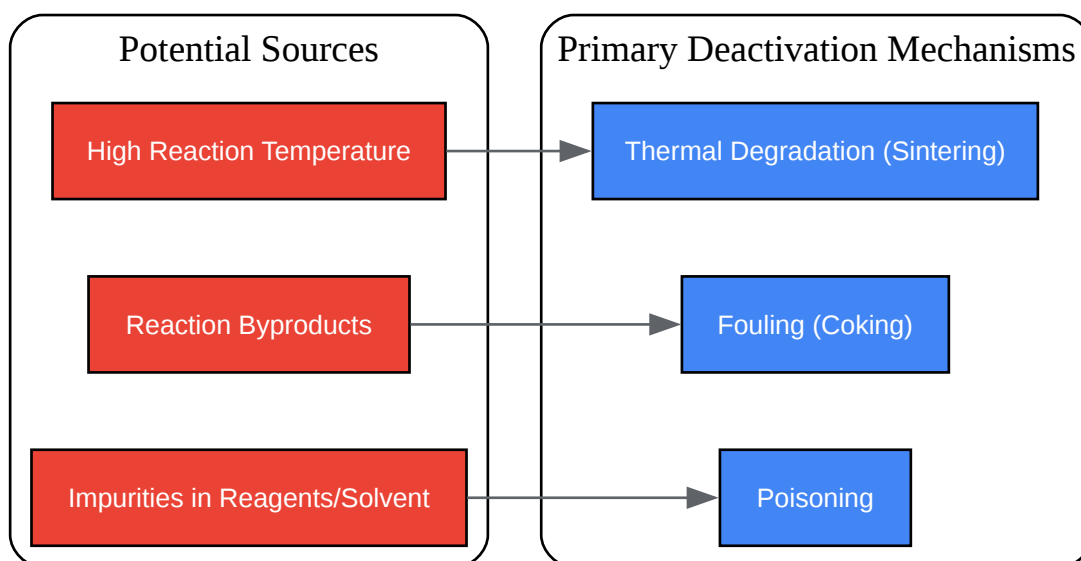 Potential Sources
Primary Deactivation Mechanisms
High Reaction Temperature
Thermal Degradation (Sintering)
Reaction Byproducts
Fouling (Coking)
Impurities in Reagents/Solvent
Poisoning